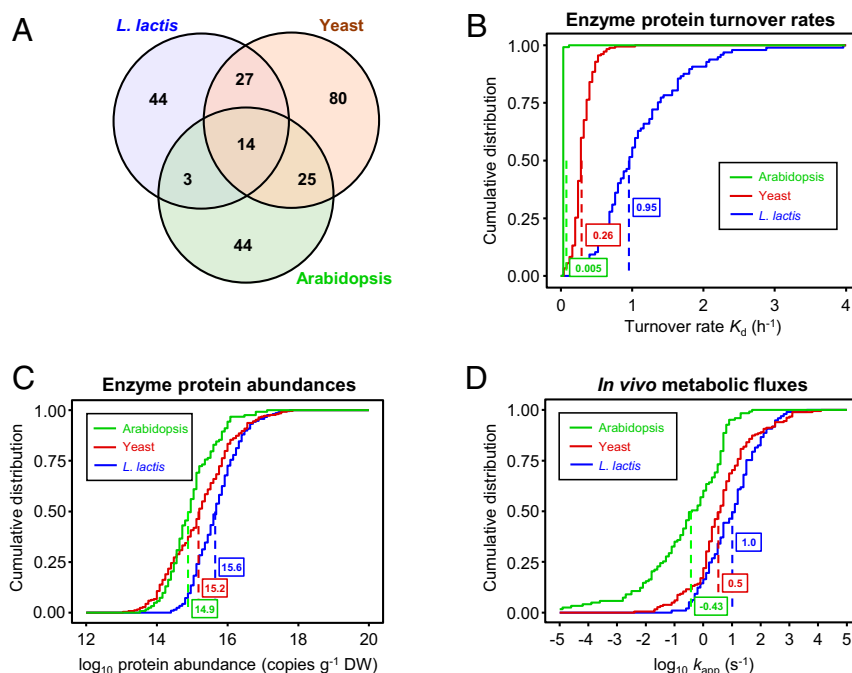 A
L. lactis
Yeast
44
27
80
14
3
25
44
Arabidopsis
B
Enzyme protein turnover rates
Cumulative distribution
1.00
0.75
0.50
0.25
0.00
Arabidopsis
Yeast
L. lactis
0.95
0.26
0.005
0 1 2 3 4
Turnover rate Kd (h-1)
C
Enzyme protein abundances
Cumulative distribution
1.00
0.75
0.50
0.25
0.00
Arabidopsis
Yeast
L. lactis
15.6
15.2
14.9
12 14 16 18 20
log10 protein abundance (copies g-1 DW)
D
In vivo metabolic fluxes
Cumulative distribution
1.00
0.75
0.50
0.25
0.00
Arabidopsis
Yeast
L. lactis
1.0
0.5
-0.43
-5 -4 -3 -2 -1 0 1 2 3 4 5
log10 kapp (s-1)